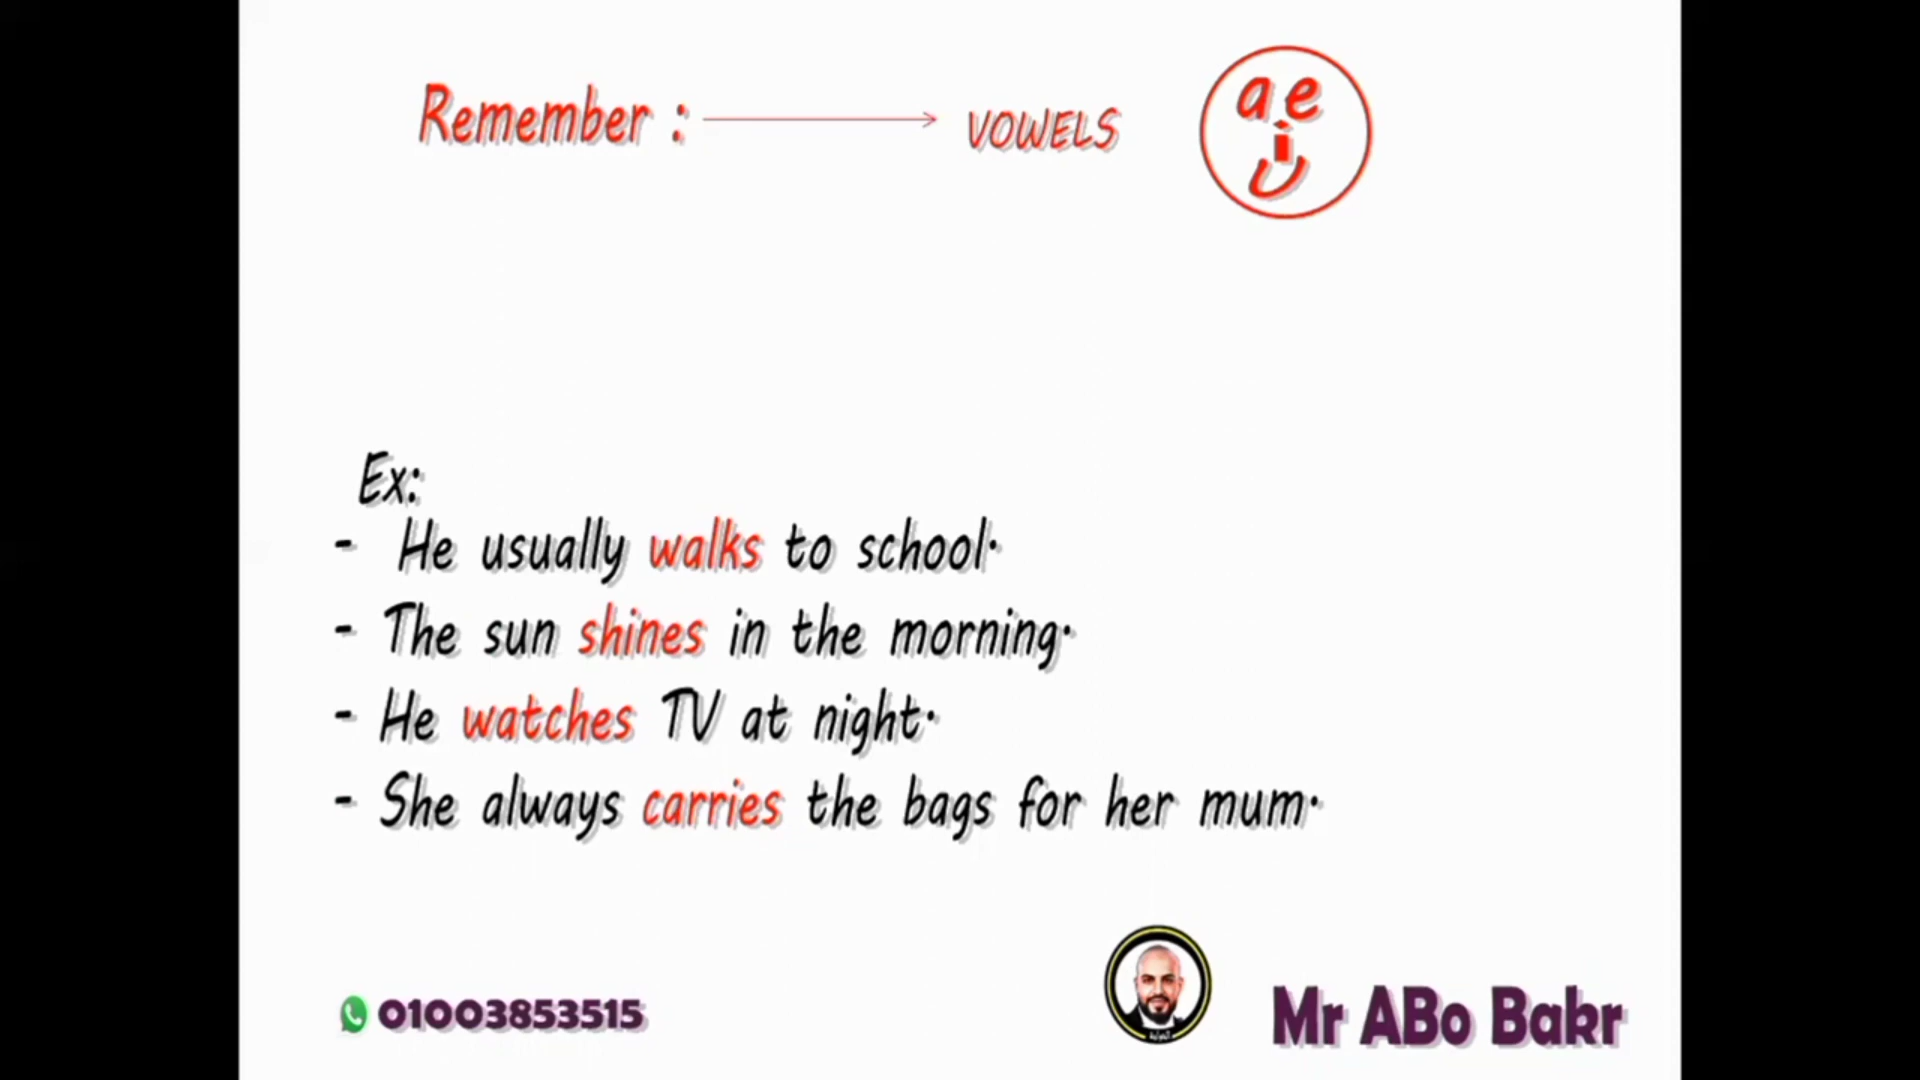 Remember : VOWELS
a e
i
U
Ex:
- He usually walks to school.
- The sun shines in the morning.
- He watches TV at night.
- She always carries the bags for her mum.
01003853515
Mr ABo Bakr